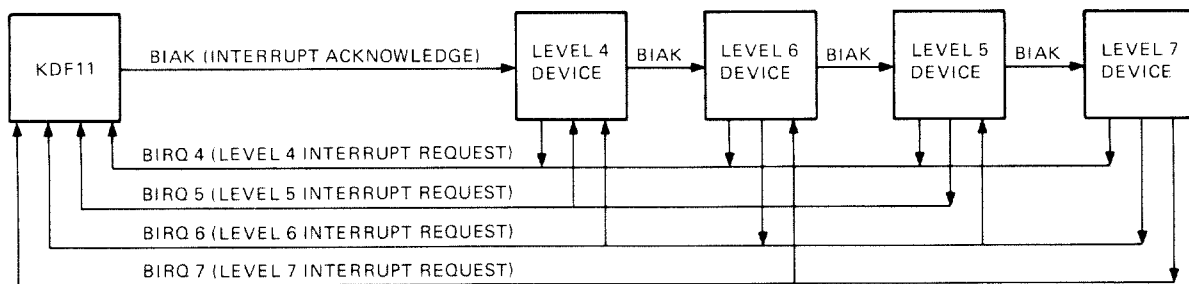 KDF11
BIAK (INTERRUPT ACKNOWLEDGE)
LEVEL 4
DEVICE
BIAK
LEVEL 6
DEVICE
BIAK
LEVEL 5
DEVICE
BIAK
LEVEL 7
DEVICE
BIRQ 4 (LEVEL 4 INTERRUPT REQUEST)
BIRQ 5 (LEVEL 5 INTERRUPT REQUEST)
BIRQ 6 (LEVEL 6 INTERRUPT REQUEST)
BIRQ 7 (LEVEL 7 INTERRUPT REQUEST)